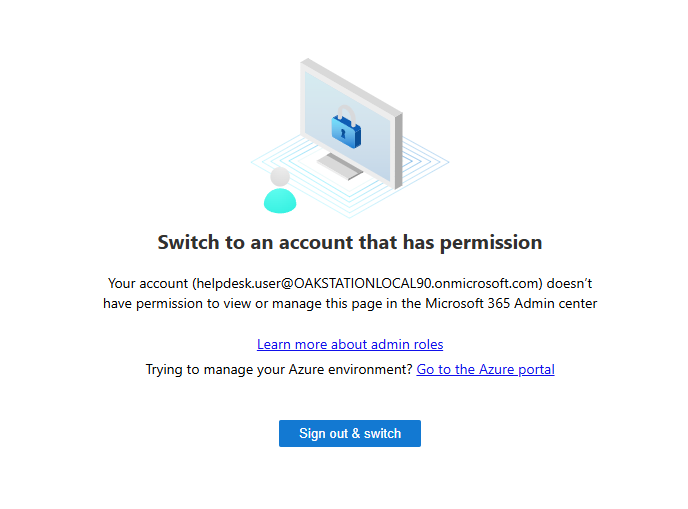 Switch to an account that has permission
Your account (helpdesk.user@OAKSTATIONLOCAL90.onmicrosoft.com) doesn't
have permission to view or manage this page in the Microsoft 365 Admin center
Learn more about admin roles
Trying to manage your Azure environment? Go to the Azure portal
Sign out & switch